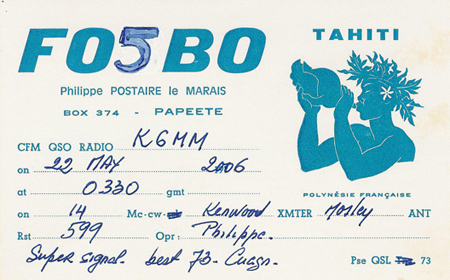 FO5BO
TAHITI
Philippe POSTAIRE le MARAIS
BOX 374 - PAPEETE
CFM QSO RADIO K6MM
on 22 MAY 2006
at 0330 gmt
POLYNÉSIE FRANÇAISE
on 14 Mc-cw- Kenwood XMTER Mosley ANT
Rst 599 Opr: Philippe.
Super signal. best 73- Cuagn. Pse QSL 73